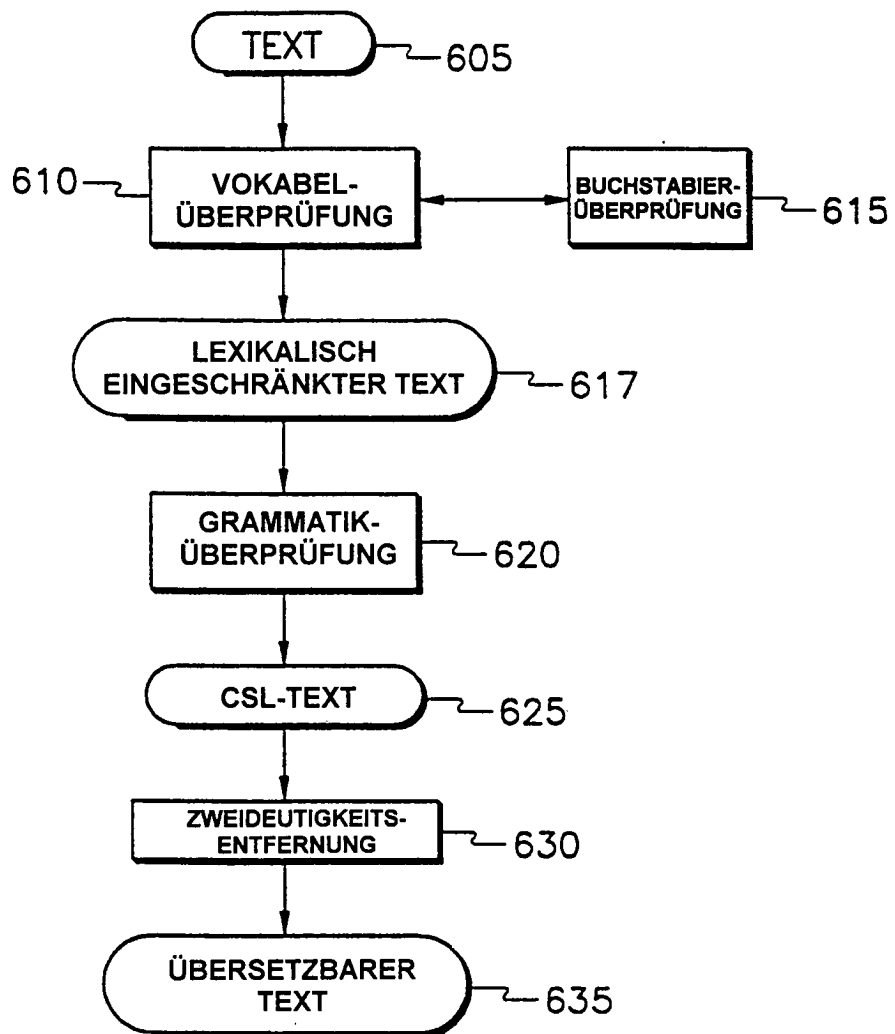 TEXT
605
610
VOKABEL-
ÜBERPRÜFUNG
BUCHSTABIER-
ÜBERPRÜFUNG
615
LEXIKALISCH
EINGESCHRÄNKTER TEXT
617
GRAMMATIK-
ÜBERPRÜFUNG
620
CSL-TEXT
625
ZWEIDEUTIGKEITS-
ENTFERNUNG
630
ÜBERSETZBARER
TEXT
635